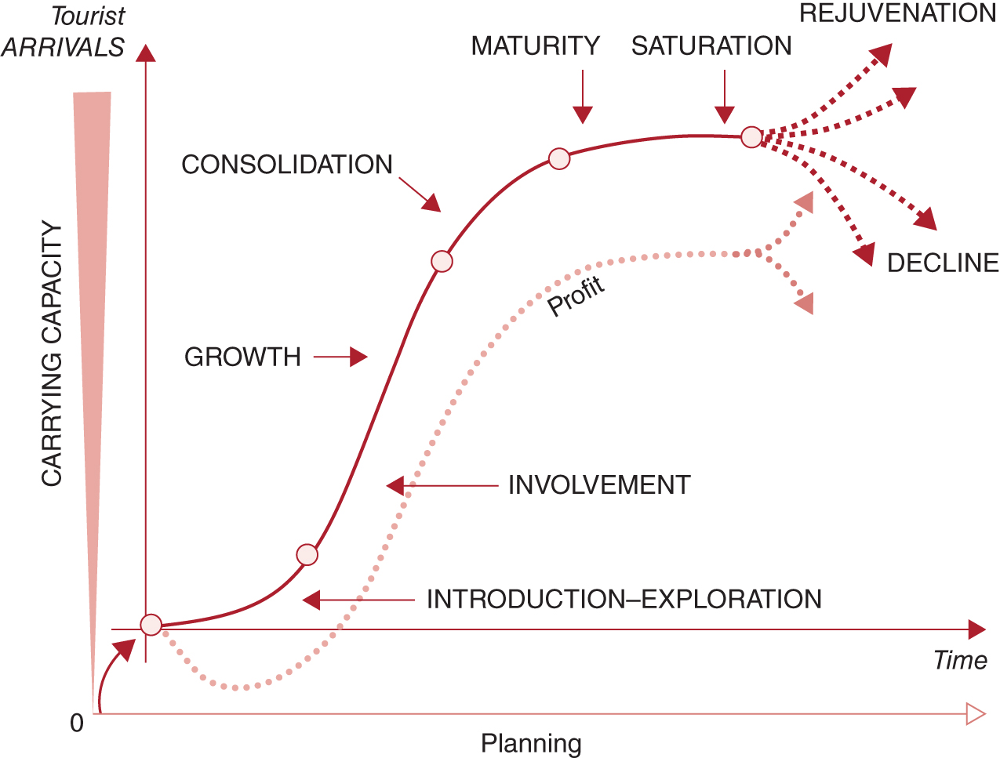 Tourist
ARRIVALS
REJUVENATION
MATURITY
SATURATION
CONSOLIDATION
CARRYING CAPACITY
DECLINE
Profit
GROWTH
INVOLVEMENT
INTRODUCTION–EXPLORATION
Time
0
Planning